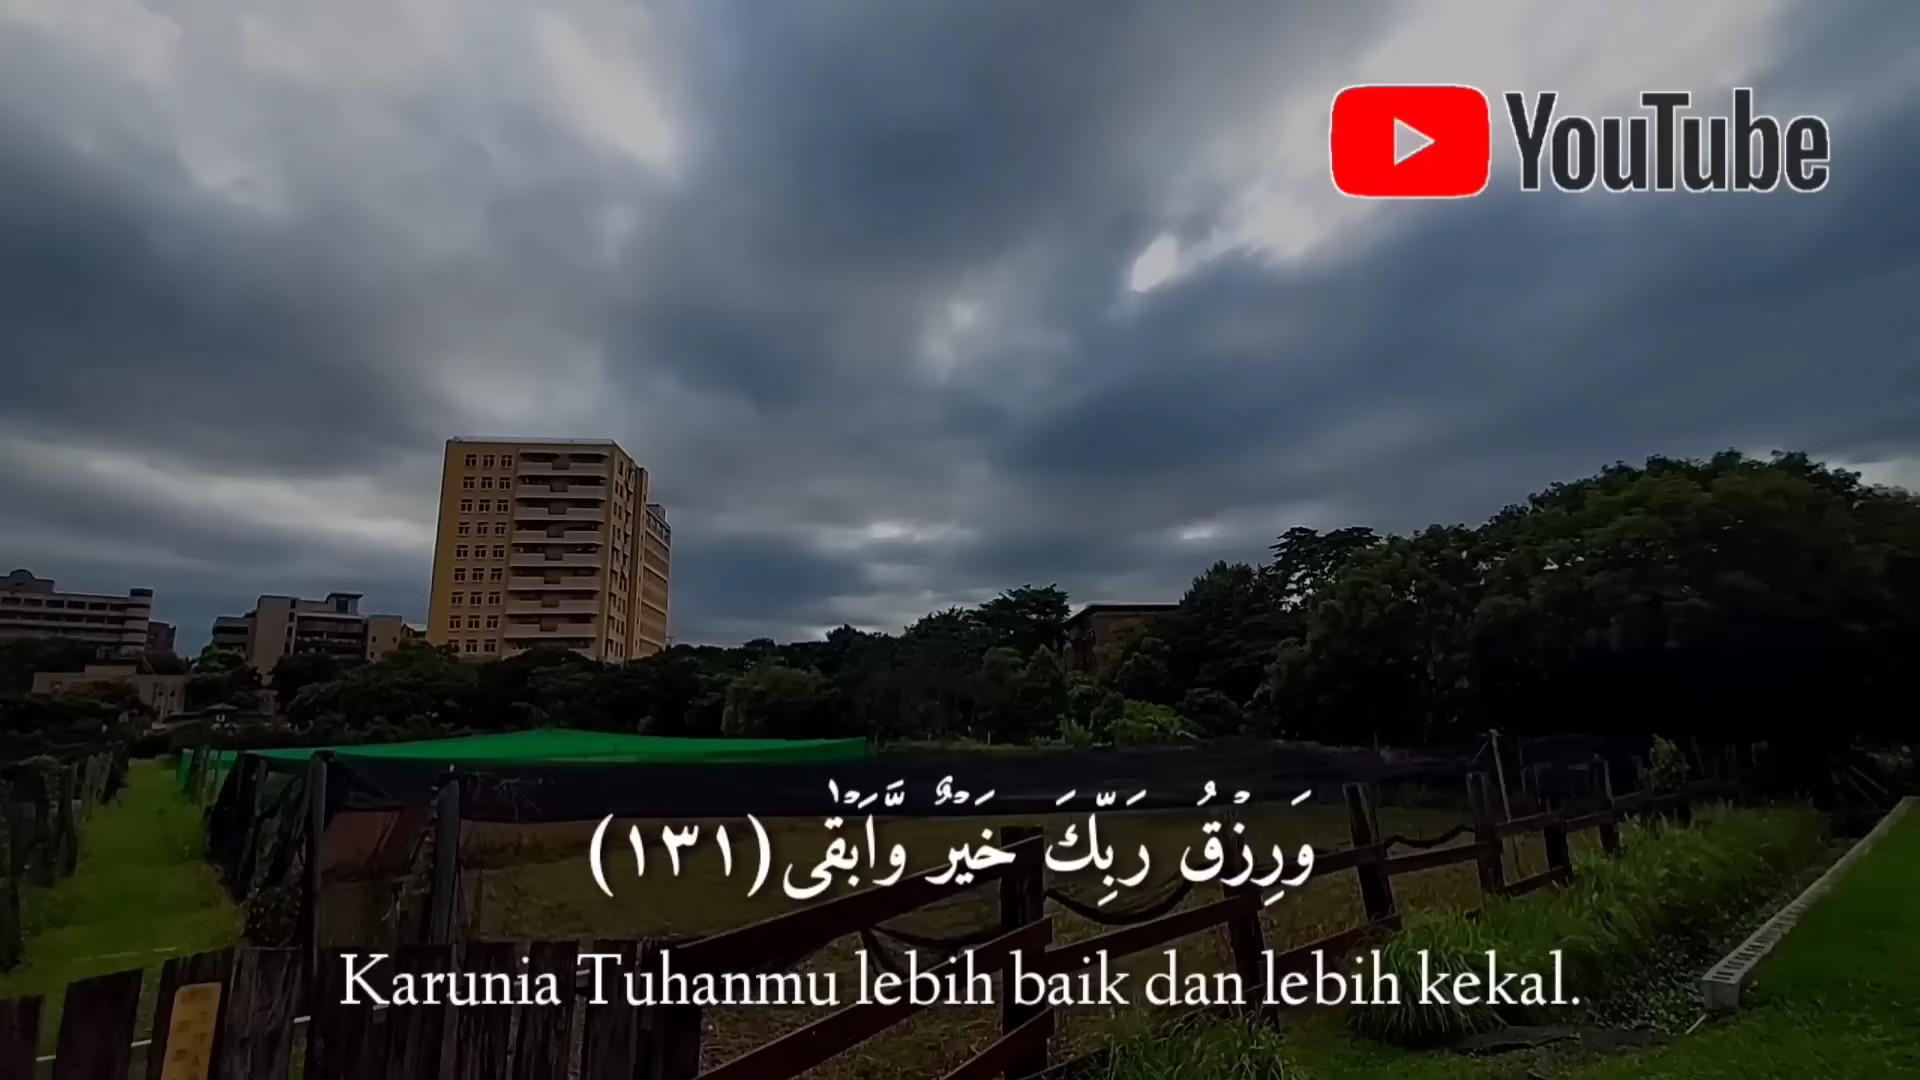 YouTube
وَرِزْقُ رَبِّكَ خَيْرٌ وَّاَبْقٰى (١٣١)
Karunia Tuhanmu lebih baik dan lebih kekal.